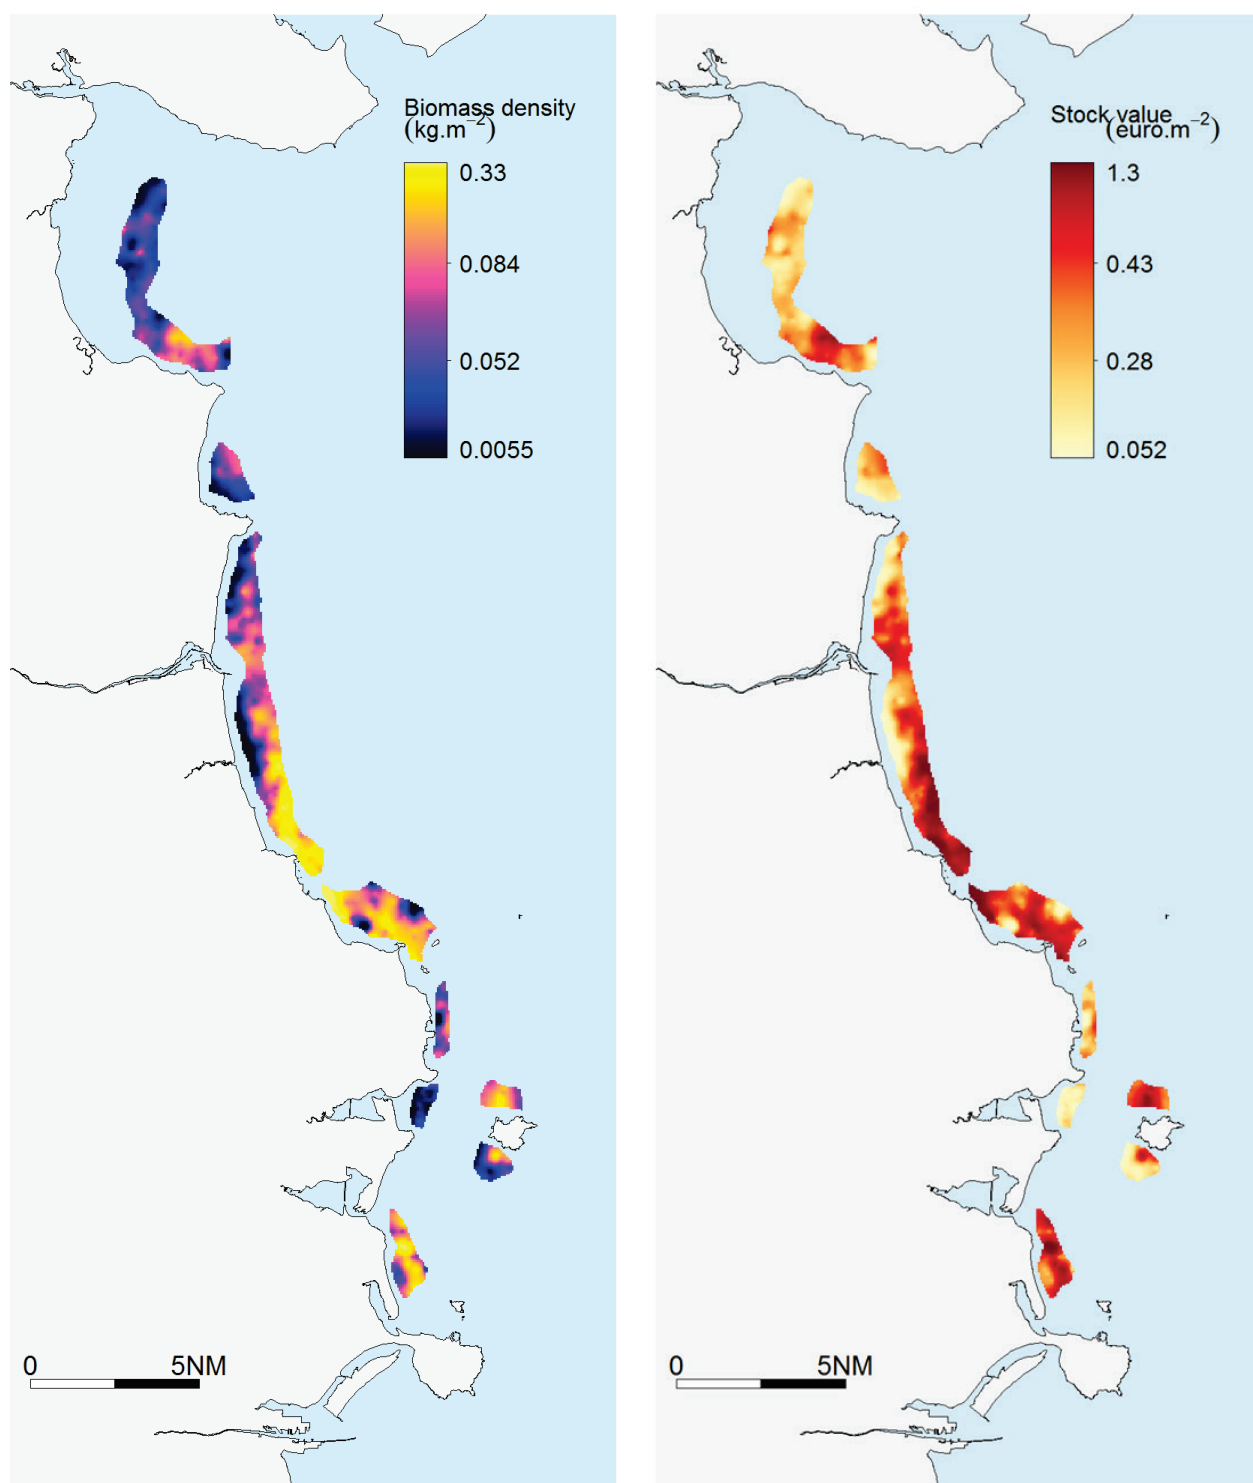 Biomass density
(kg.m−2)
0.33
0.084
0.052
0.0055
0 5NM
Stock value
(euro.m−2)
1.3
0.43
0.28
0.052
0 5NM